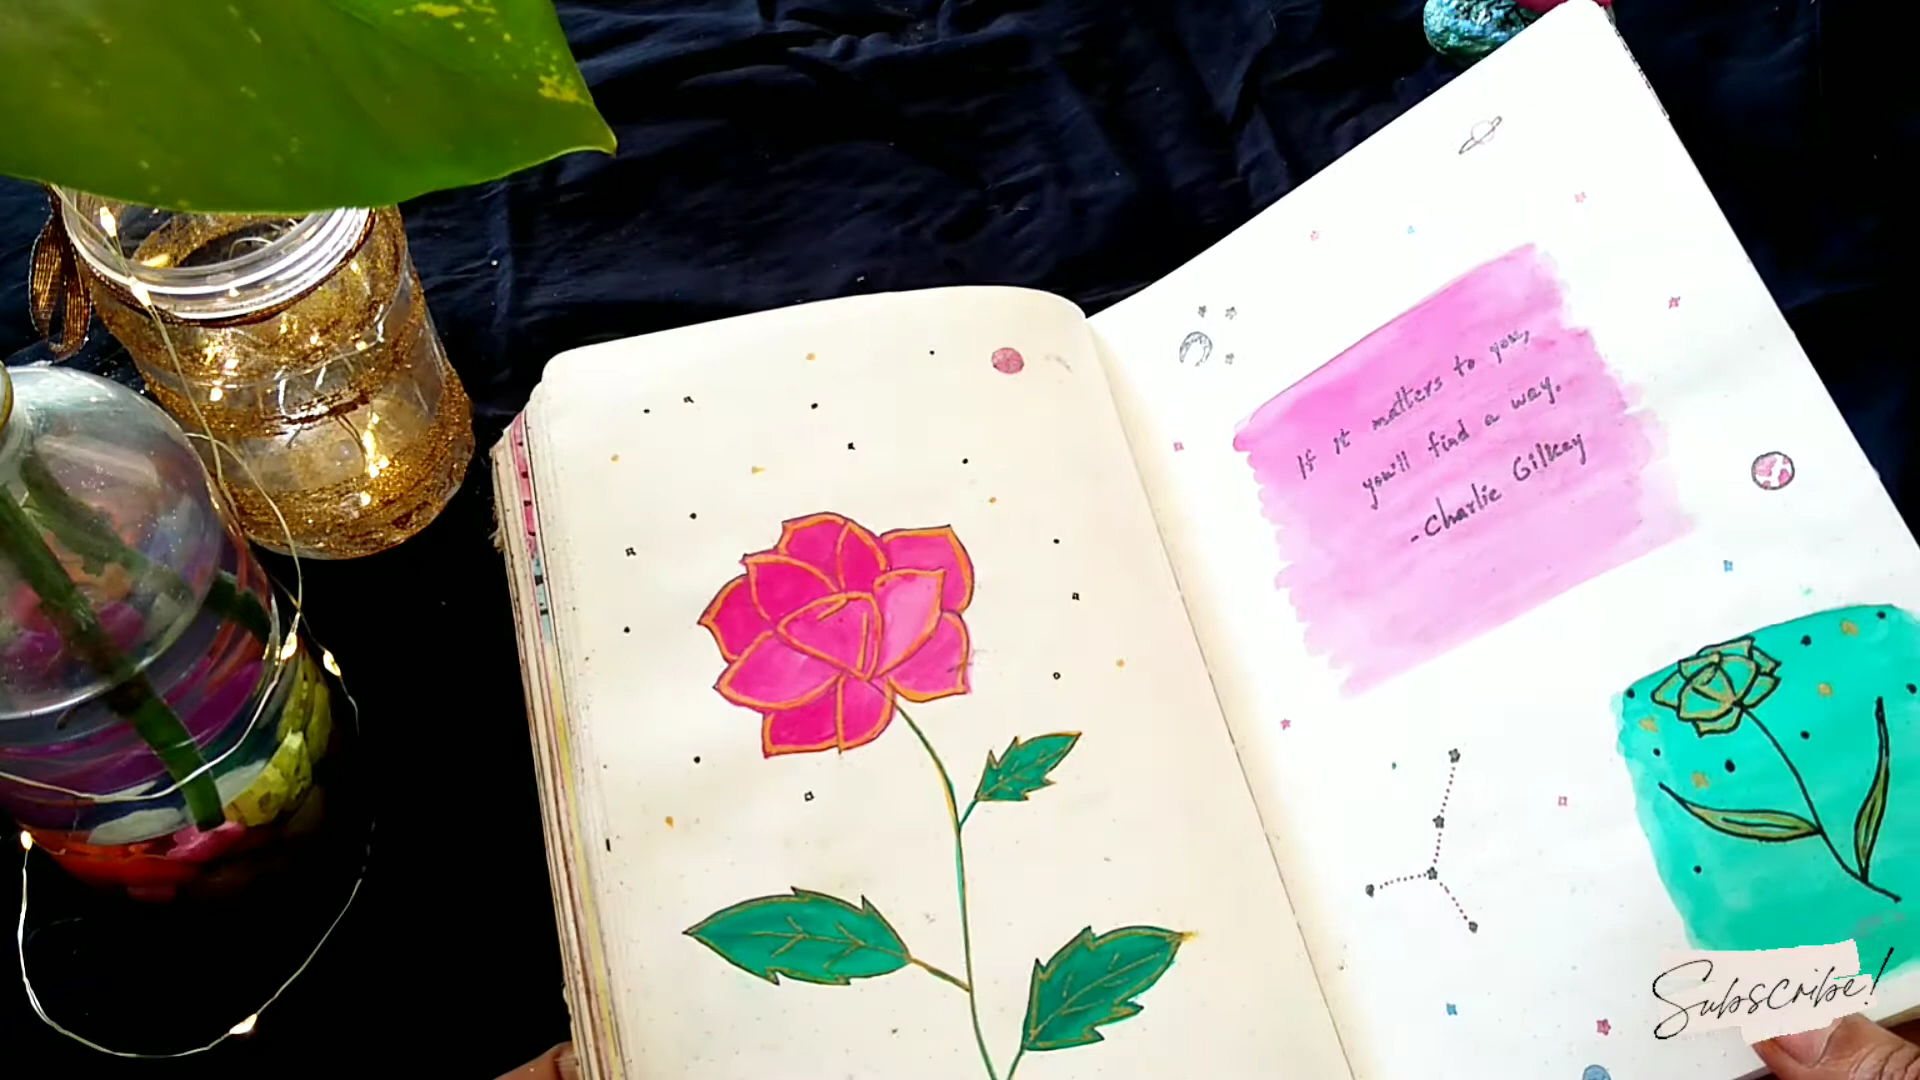 If it matters to you,
you'll find a way.
-Charlie Gilkey
Subscribe!